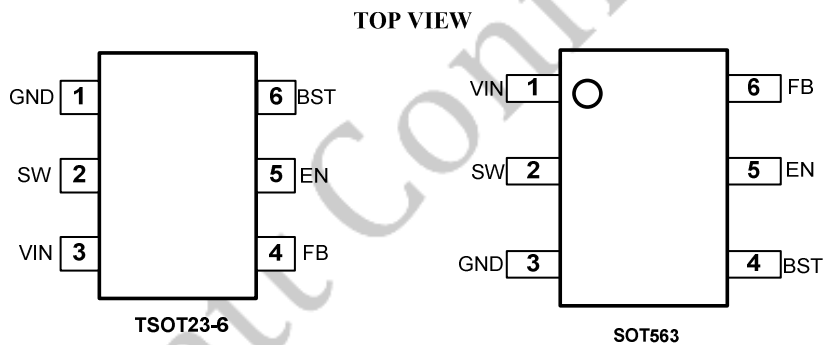 TOP VIEW
GND 1 6 BST
SW 2 5 EN
VIN 3 4 FB
TSOT23-6
VIN 1 6 FB
SW 2 5 EN
GND 3 4 BST
SOT563